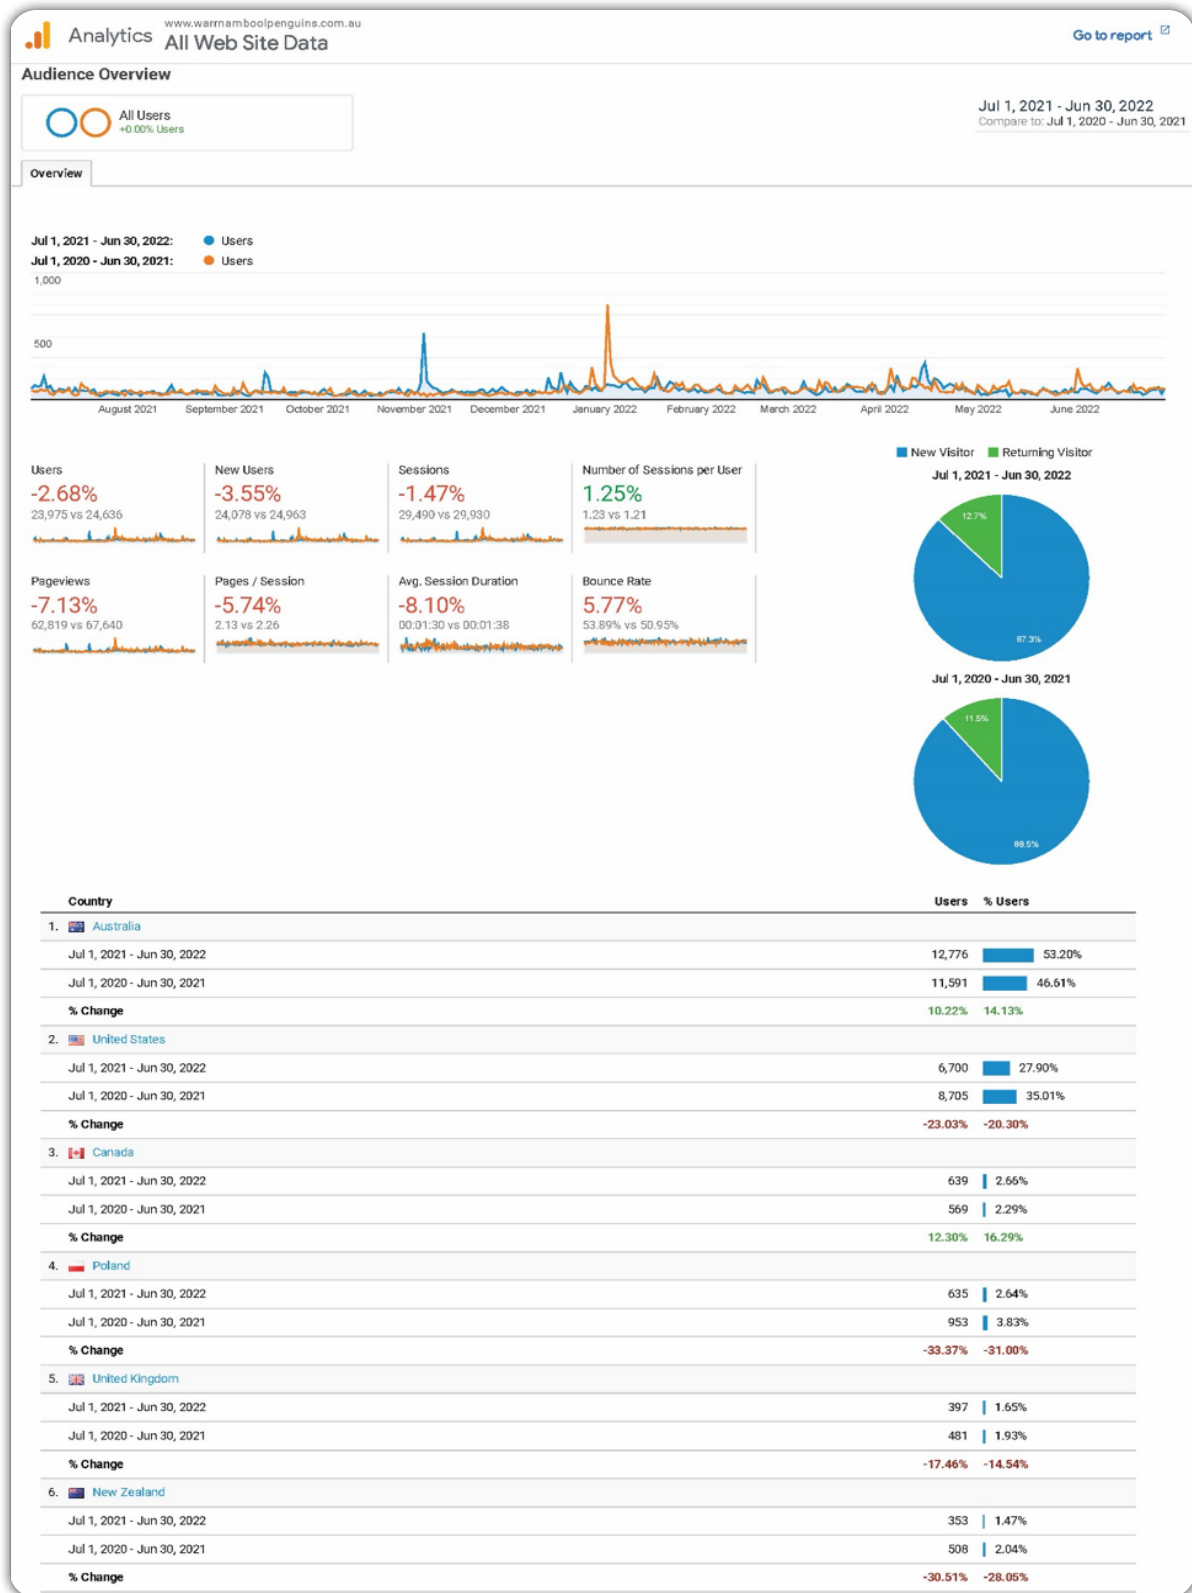 www.warrnamboolpenguins.com.au
Analytics All Web Site Data
Go to report
Audience Overview
All Users
+0.00% Users
Jul 1, 2021 - Jun 30, 2022
Compare to: Jul 1, 2020 - Jun 30, 2021
Overview
Jul 1, 2021 - Jun 30, 2022: Users
Jul 1, 2020 - Jun 30, 2021: Users
1,000
500
August 2021 September 2021 October 2021 November 2021 December 2021 January 2022 February 2022 March 2022 April 2022 May 2022 June 2022
Users
-2.68%
23,975 vs 24,636
New Users
-3.55%
24,078 vs 24,963
Sessions
-1.47%
29,490 vs 29,930
Number of Sessions per User
1.25%
1.23 vs 1.21
Pageviews
-7.13%
62,819 vs 67,640
Pages / Session
-5.74%
2.13 vs 2.26
Avg. Session Duration
-8.10%
00:01:30 vs 00:01:38
Bounce Rate
5.77%
53.89% vs 50.95%
New Visitor Returning Visitor
Jul 1, 2021 - Jun 30, 2022
12.7%
87.3%
Jul 1, 2020 - Jun 30, 2021
11.5%
88.5%
Country Users % Users
1. Australia
Jul 1, 2021 - Jun 30, 2022 12,776 53.20%
Jul 1, 2020 - Jun 30, 2021 11,591 46.61%
% Change 10.22% 14.13%
2. United States
Jul 1, 2021 - Jun 30, 2022 6,700 27.90%
Jul 1, 2020 - Jun 30, 2021 8,705 35.01%
% Change -23.03% -20.30%
3. Canada
Jul 1, 2021 - Jun 30, 2022 639 2.66%
Jul 1, 2020 - Jun 30, 2021 569 2.29%
% Change 12.30% 16.29%
4. Poland
Jul 1, 2021 - Jun 30, 2022 635 2.64%
Jul 1, 2020 - Jun 30, 2021 953 3.83%
% Change -33.37% -31.00%
5. United Kingdom
Jul 1, 2021 - Jun 30, 2022 397 1.65%
Jul 1, 2020 - Jun 30, 2021 481 1.93%
% Change -17.46% -14.54%
6. New Zealand
Jul 1, 2021 - Jun 30, 2022 353 1.47%
Jul 1, 2020 - Jun 30, 2021 508 2.04%
% Change -30.51% -28.05%